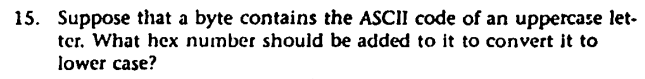 15. Suppose that a byte contains the ASCII code of an uppercase let-
ter. What hex number should be added to it to convert it to
lower case?